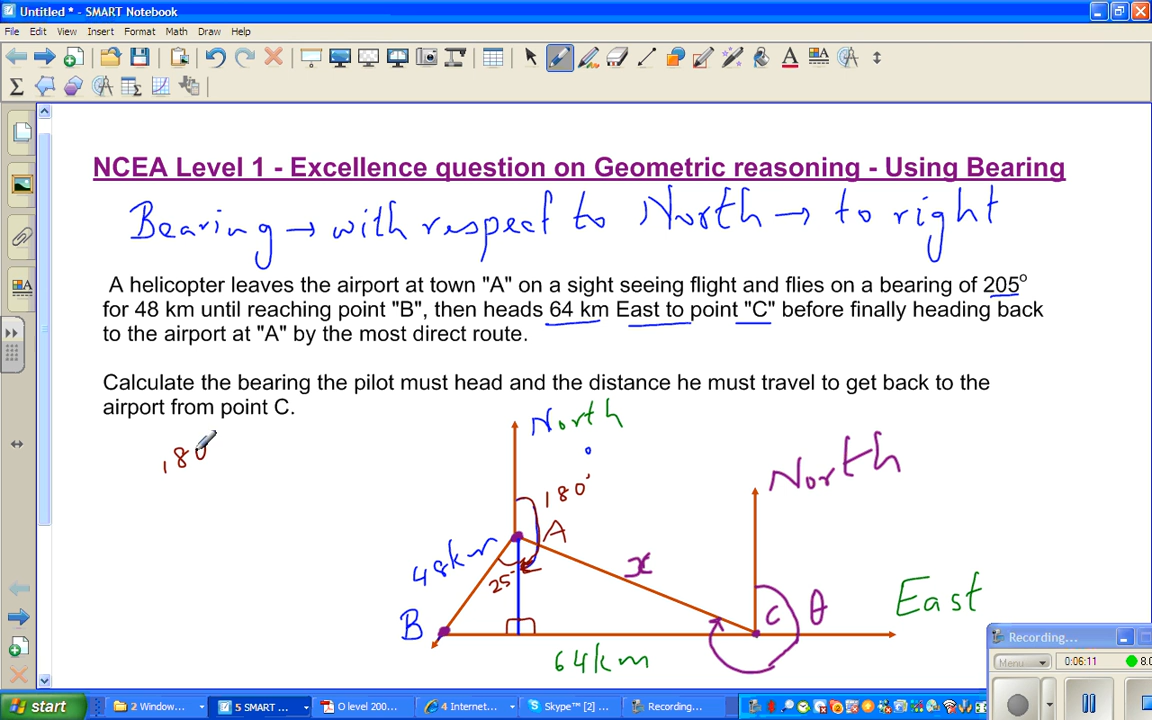 Untitled * - SMART Notebook
File Edit View Insert Format Math Draw Help
NCEA Level 1 - Excellence question on Geometric reasoning - Using Bearing
Bearing → with respect to North → to right
A helicopter leaves the airport at town "A" on a sight seeing flight and flies on a bearing of 205°
for 48 km until reaching point "B", then heads 64 km East to point "C" before finally heading back
to the airport at "A" by the most direct route.
Calculate the bearing the pilot must head and the distance he must travel to get back to the
airport from point C.
North
180
North
180°
A
48km
x
25°
East
B
C θ
64km
Recording...
Menu 0:06:11 8.0
start 2 Window... 5 SMART ... O level 200... 4 Internet... Skype™ [2] ... Recording...